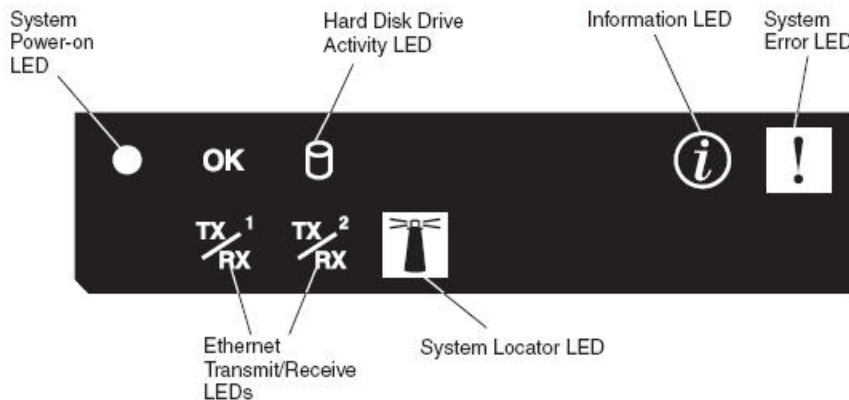 System
Power-on
LED
Hard Disk Drive
Activity LED
Information LED
System
Error LED
OK
i
!
TX 1
RX
TX 2
RX
Ethernet
Transmit/Receive
LEDs
System Locator LED